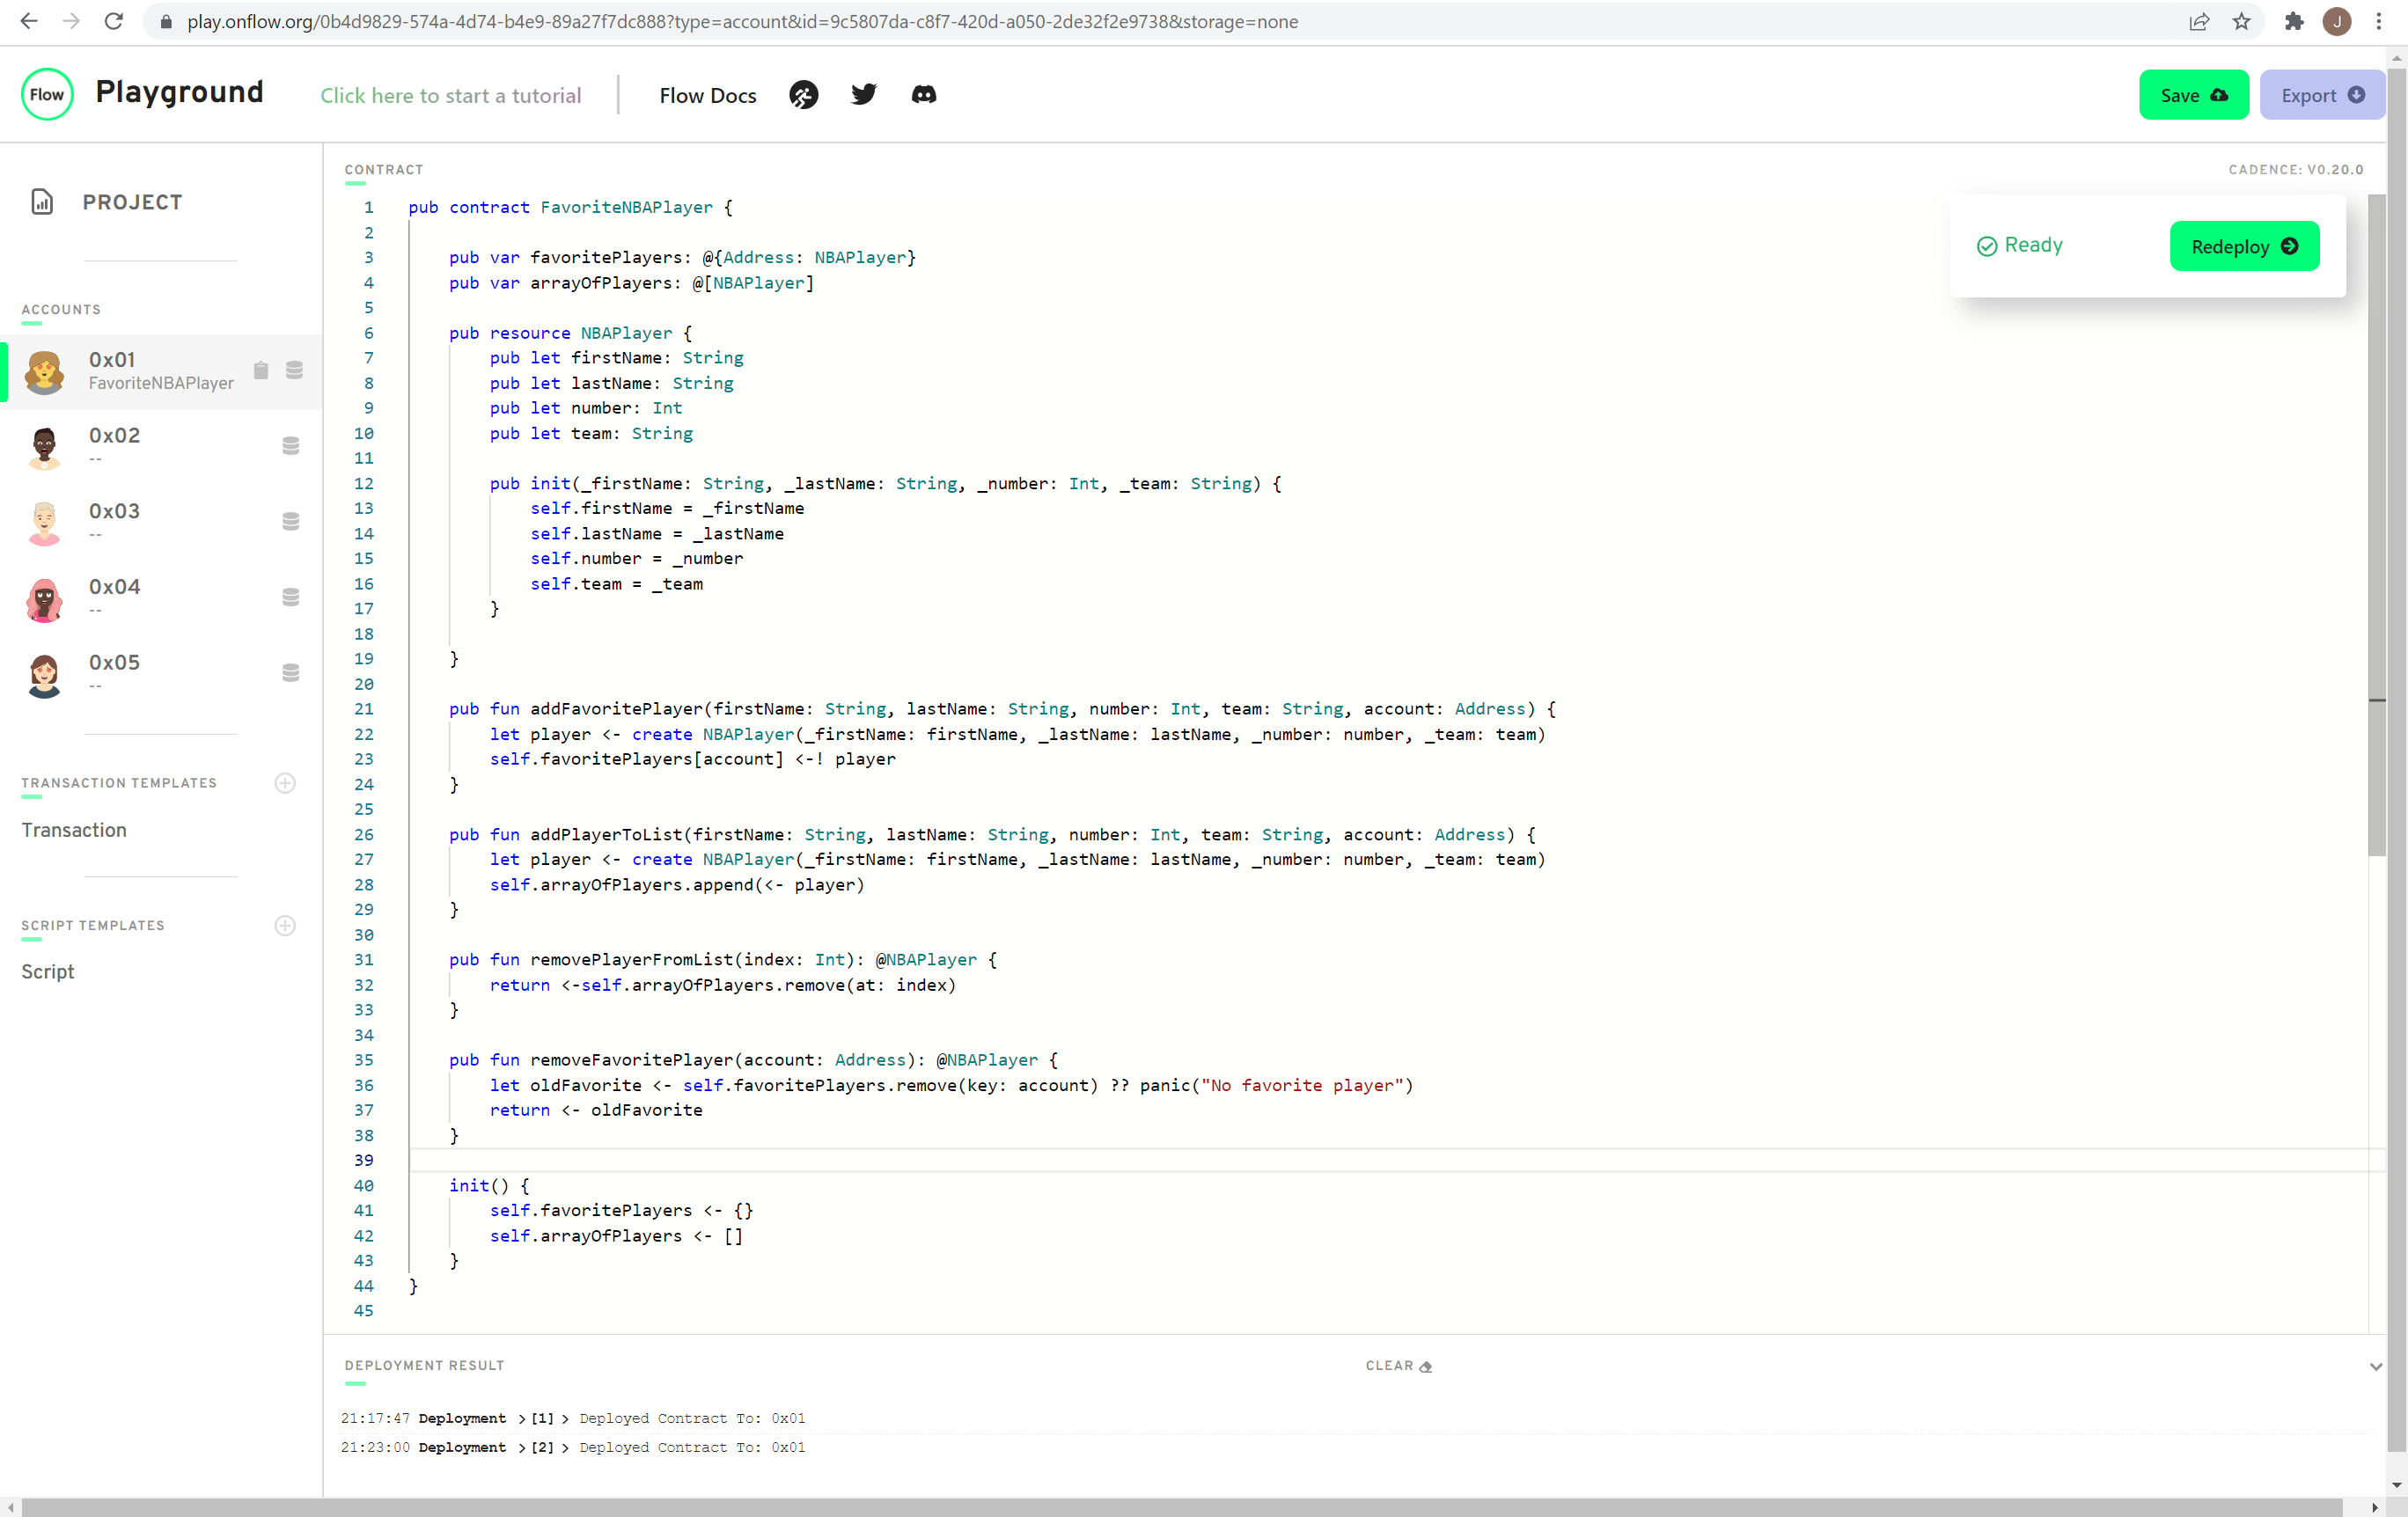 play.onflow.org/0b4d9829-574a-4d74-b4e9-89a27f7dc888?type=account&id=9c5807da-c8f7-420d-a050-2de32f2e9738&storage=none
J
Flow
Playground
Click here to start a tutorial
Flow Docs
Save
Export
PROJECT
ACCOUNTS
0x01
FavoriteNBAPlayer
0x02
--
0x03
--
0x04
--
0x05
--
TRANSACTION TEMPLATES
Transaction
SCRIPT TEMPLATES
Script
CONTRACT
CADENCE: V0.20.0
Ready
Redeploy
1 pub contract FavoriteNBAPlayer {
2
3     pub var favoritePlayers: @{Address: NBAPlayer}
4     pub var arrayOfPlayers: @[NBAPlayer]
5
6     pub resource NBAPlayer {
7         pub let firstName: String
8         pub let lastName: String
9         pub let number: Int
10         pub let team: String
11
12         pub init(_firstName: String, _lastName: String, _number: Int, _team: String) {
13             self.firstName = _firstName
14             self.lastName = _lastName
15             self.number = _number
16             self.team = _team
17         }
18
19     }
20
21     pub fun addFavoritePlayer(firstName: String, lastName: String, number: Int, team: String, account: Address) {
22         let player <- create NBAPlayer(_firstName: firstName, _lastName: lastName, _number: number, _team: team)
23         self.favoritePlayers[account] <-! player
24     }
25
26     pub fun addPlayerToList(firstName: String, lastName: String, number: Int, team: String, account: Address) {
27         let player <- create NBAPlayer(_firstName: firstName, _lastName: lastName, _number: number, _team: team)
28         self.arrayOfPlayers.append(<- player)
29     }
30
31     pub fun removePlayerFromList(index: Int): @NBAPlayer {
32         return <-self.arrayOfPlayers.remove(at: index)
33     }
34
35     pub fun removeFavoritePlayer(account: Address): @NBAPlayer {
36         let oldFavorite <- self.favoritePlayers.remove(key: account) ?? panic("No favorite player")
37         return <- oldFavorite
38     }
39
40     init() {
41         self.favoritePlayers <- {}
42         self.arrayOfPlayers <- []
43     }
44 }
45
DEPLOYMENT RESULT
CLEAR
21:17:47 Deployment > [1] > Deployed Contract To: 0x01
21:23:00 Deployment > [2] > Deployed Contract To: 0x01